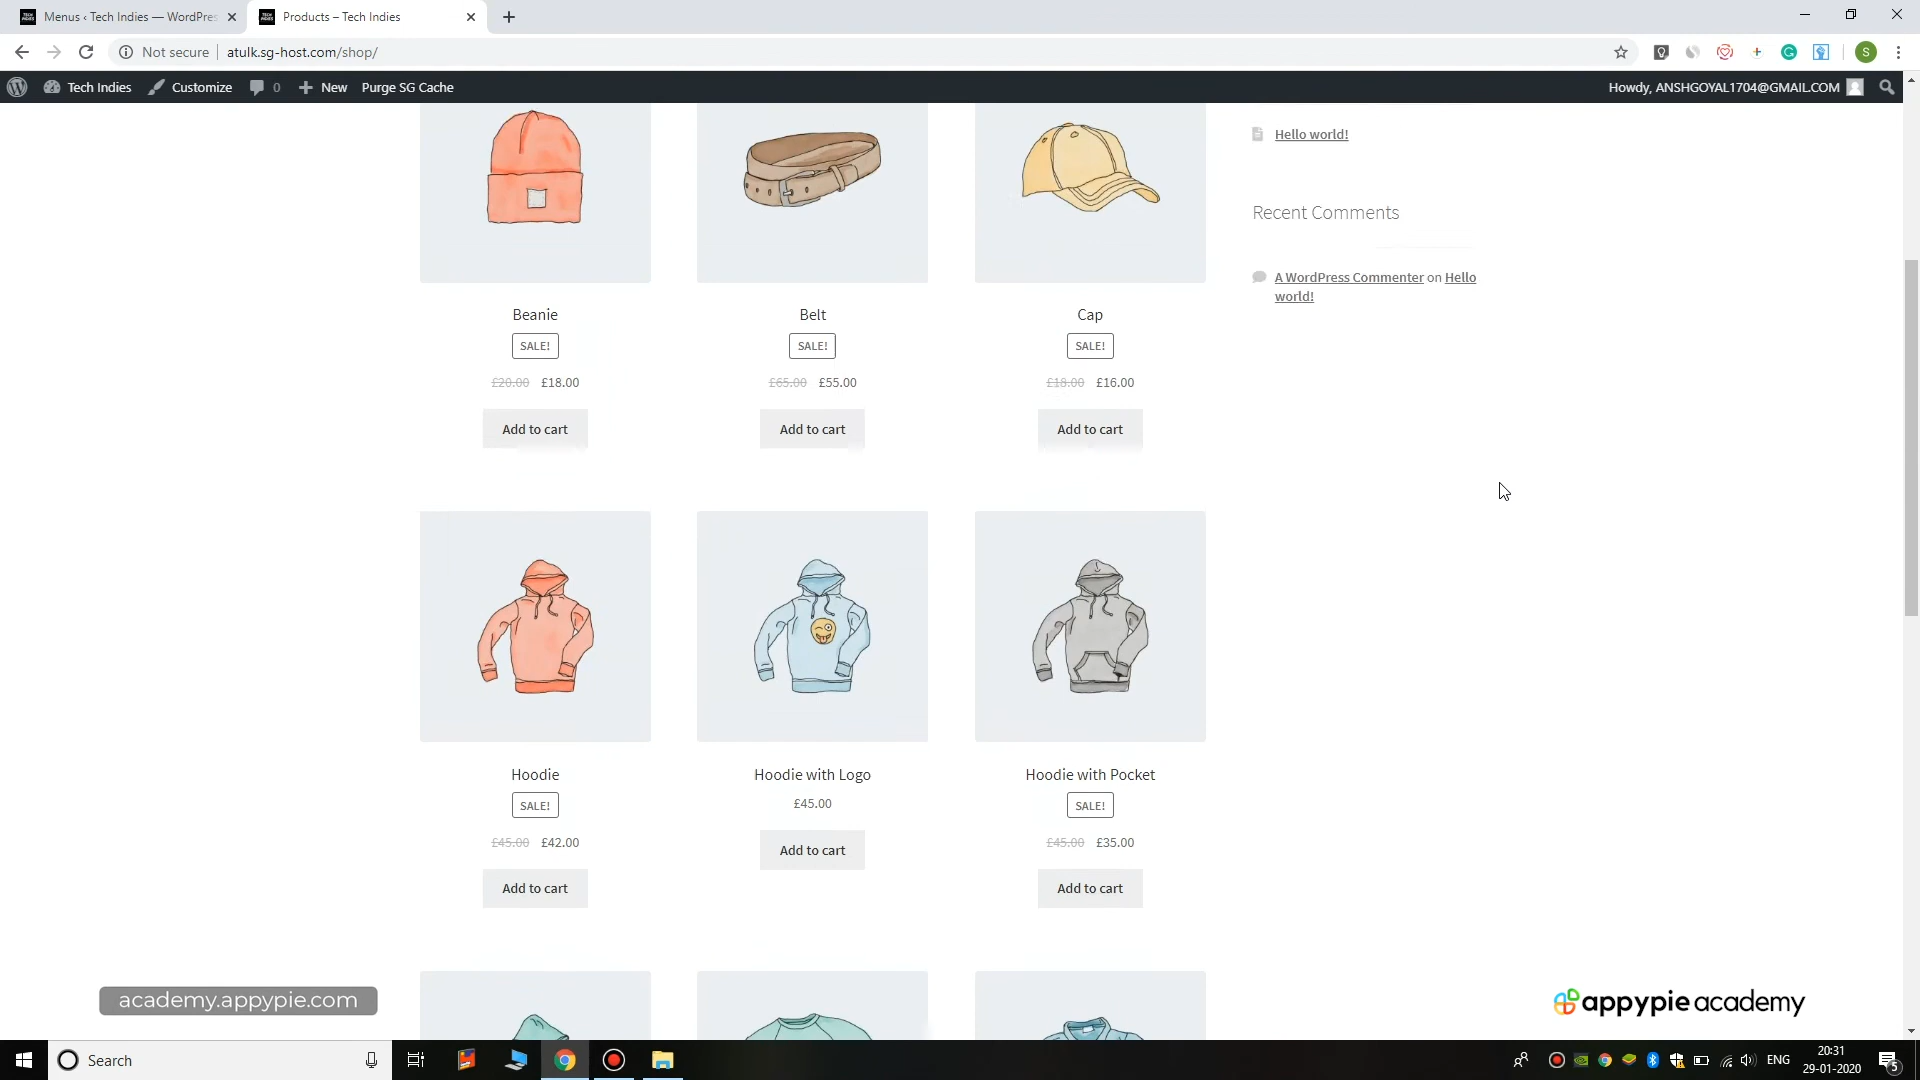 Menus ‹ Tech Indies — WordPres
Products – Tech Indies
Not secure
atulk.sg-host.com/shop/
S
Tech Indies
Customize
0
New
Purge SG Cache
Howdy, ANSHGOYAL1704@GMAIL.COM
Hello world!
Recent Comments
A WordPress Commenter on Hello
world!
Beanie
Belt
Cap
SALE!
SALE!
SALE!
£20.00 £18.00
£65.00 £55.00
£18.00 £16.00
Add to cart
Add to cart
Add to cart
Hoodie
Hoodie with Logo
Hoodie with Pocket
SALE!
£45.00
SALE!
£45.00 £42.00
£45.00 £35.00
Add to cart
Add to cart
Add to cart
academy.appypie.com
appypie academy
Search
ENG
20:31
29-01-2020
5